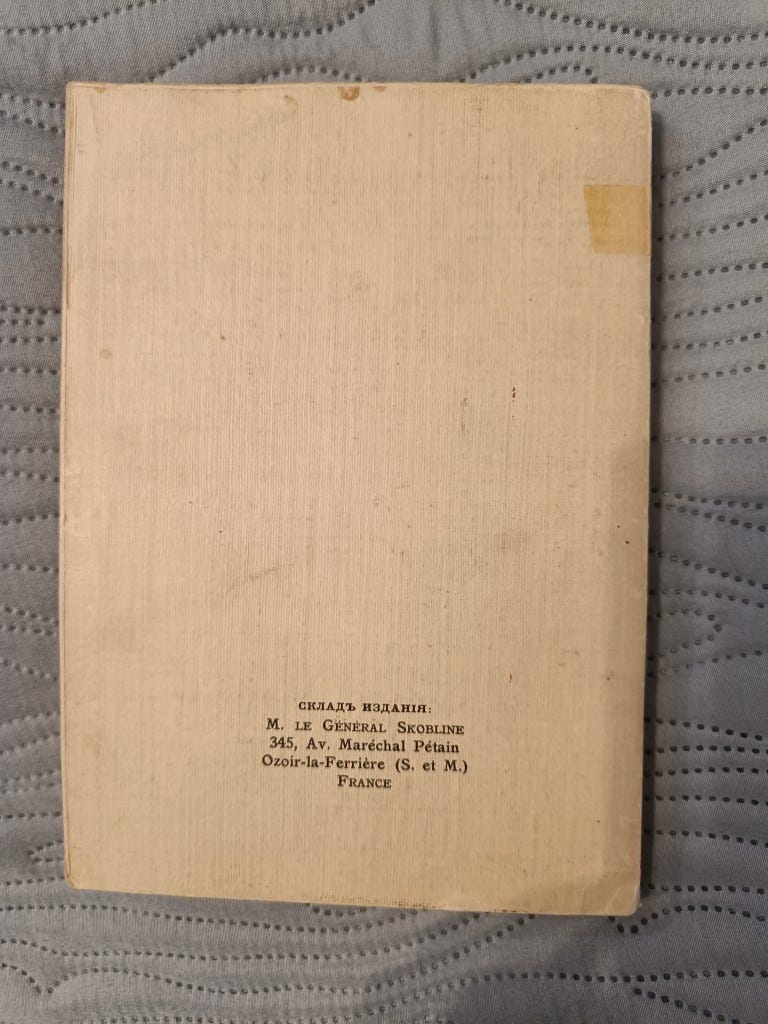 СКЛАДЪ ИЗДАНІЯ:
M. LE GÉNÉRAL SKOBLINE
345, Av. Maréchal Pétain
Ozoir-la-Ferrière (S. et M.)
FRANCE